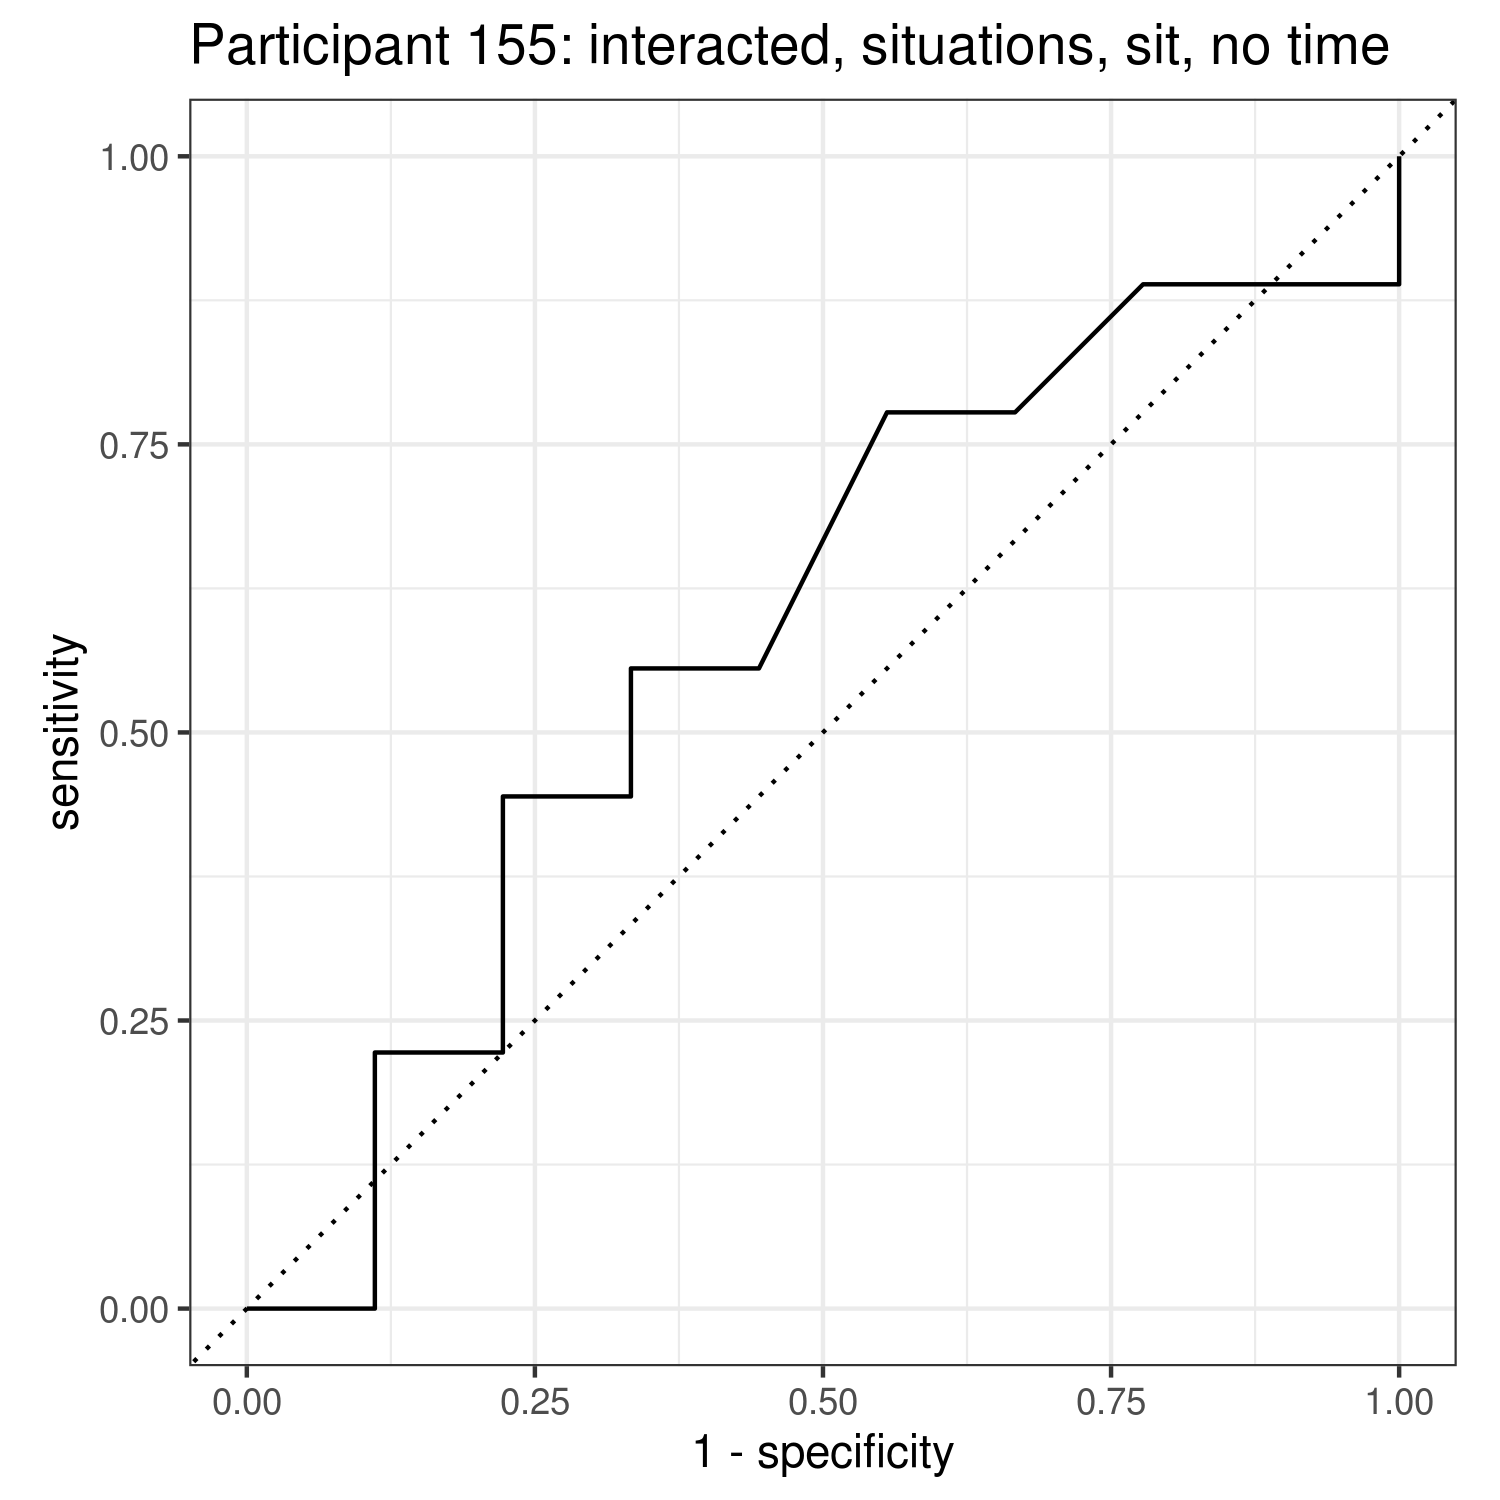 Participant 155: interacted, situations, sit, no time
1.00
0.75
0.50
0.25
0.00
sensitivity
0.00 0.25 0.50 0.75 1.00
1 - specificity